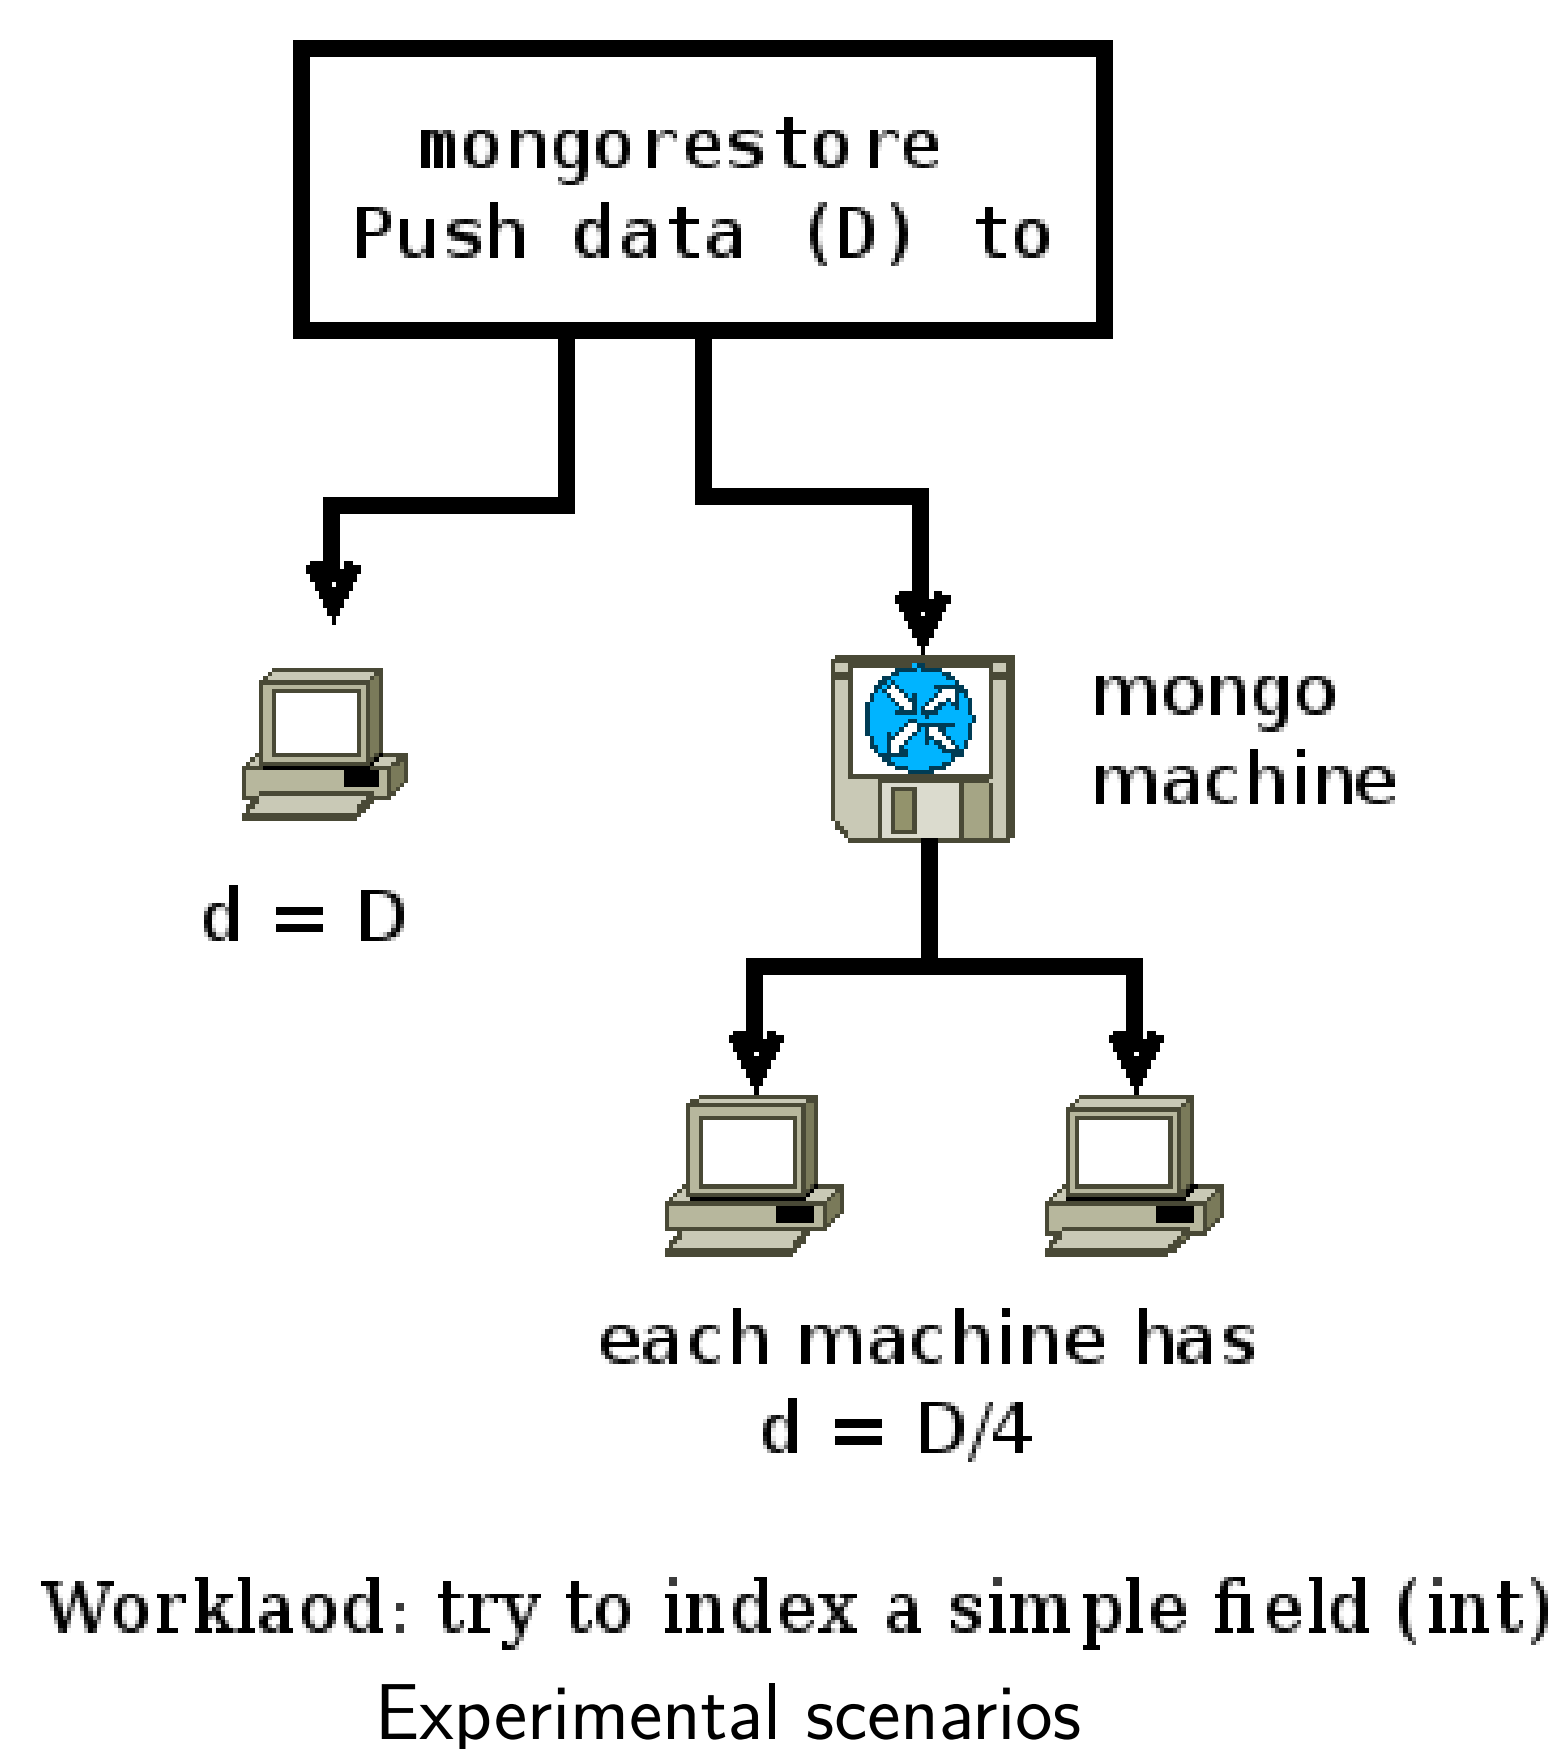 mongorestore
Push data (D) to
mongo
machine
d = D
each machine has
d = D/4
Worklaod: try to index a simple field (int)
Experimental scenarios